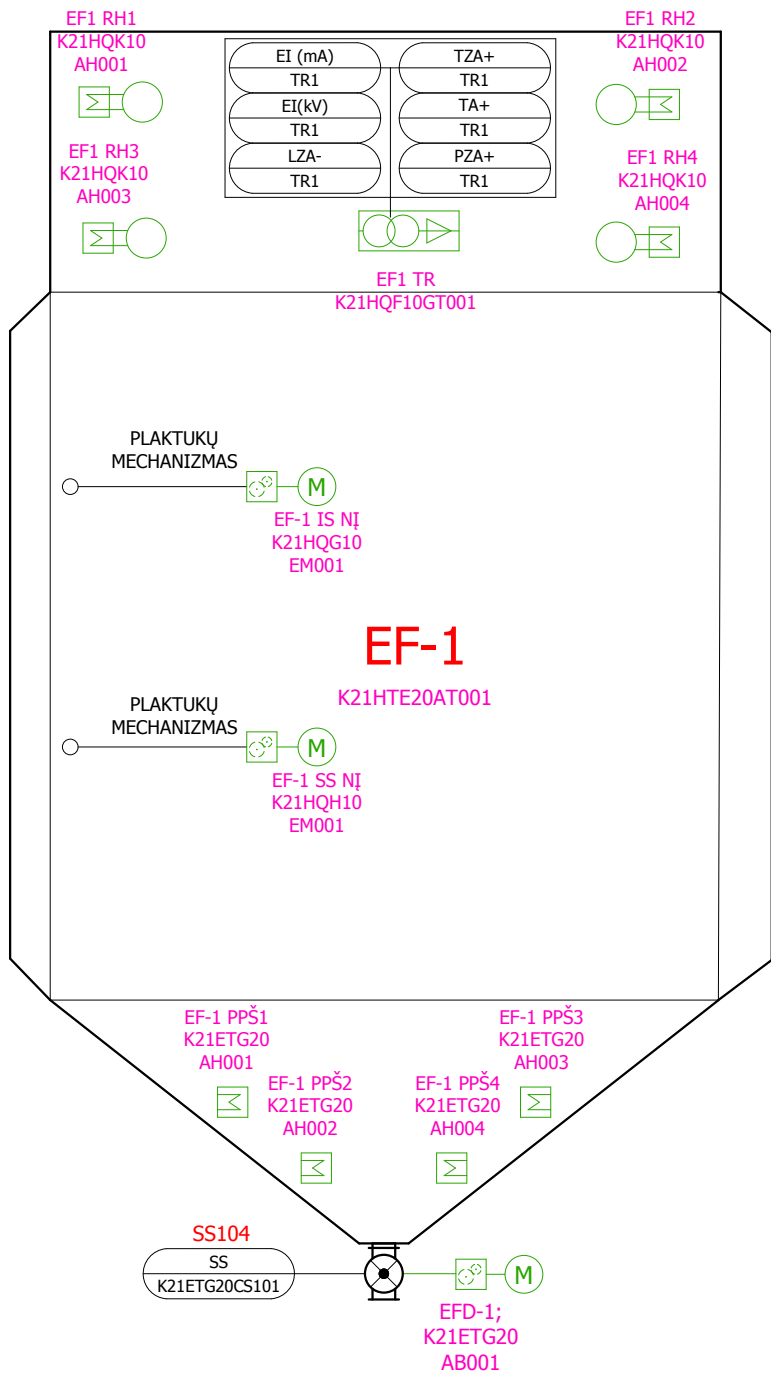 EF1 RH1
K21HQK10
AH001
EF1 RH2
K21HQK10
AH002
EI (mA)
TR1
TZA+
TR1
EI(kV)
TR1
TA+
TR1
LZA-
TR1
PZA+
TR1
EF1 RH3
K21HQK10
AH003
EF1 RH4
K21HQK10
AH004
EF1 TR
K21HQF10GT001
PLAKTUKŲ
MECHANIZMAS
M
EF-1 IS NĮ
K21HQG10
EM001
EF-1
K21HTE20AT001
PLAKTUKŲ
MECHANIZMAS
M
EF-1 SS NĮ
K21HQH10
EM001
EF-1 PPŠ1
K21ETG20
AH001
EF-1 PPŠ3
K21ETG20
AH003
EF-1 PPŠ2
K21ETG20
AH002
EF-1 PPŠ4
K21ETG20
AH004
SS104
SS
K21ETG20CS101
M
EFD-1;
K21ETG20
AB001